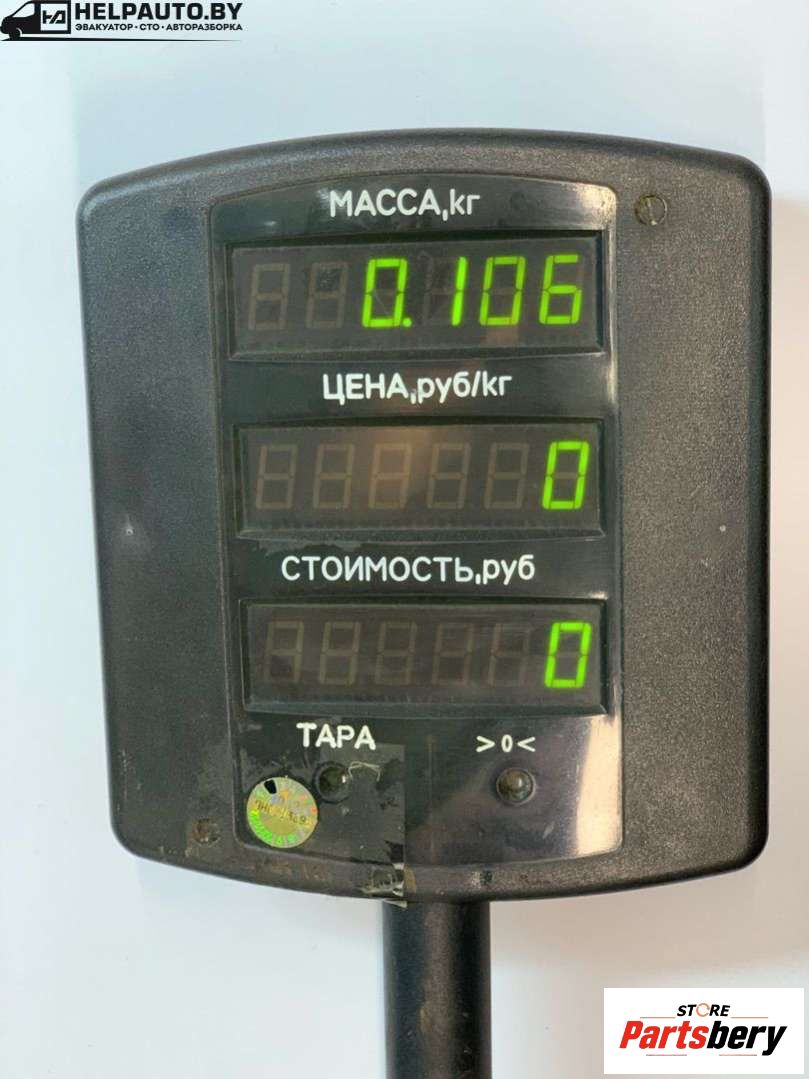 HELPAUTO.BY
ЭВАКУАТОР•СТО•АВТОРАЗБОРКА
МАССА,кг
0.106
ЦЕНА,руб/кг
0
СТОИМОСТЬ,руб
0
ТАРА >0<
STORE
Partsbery